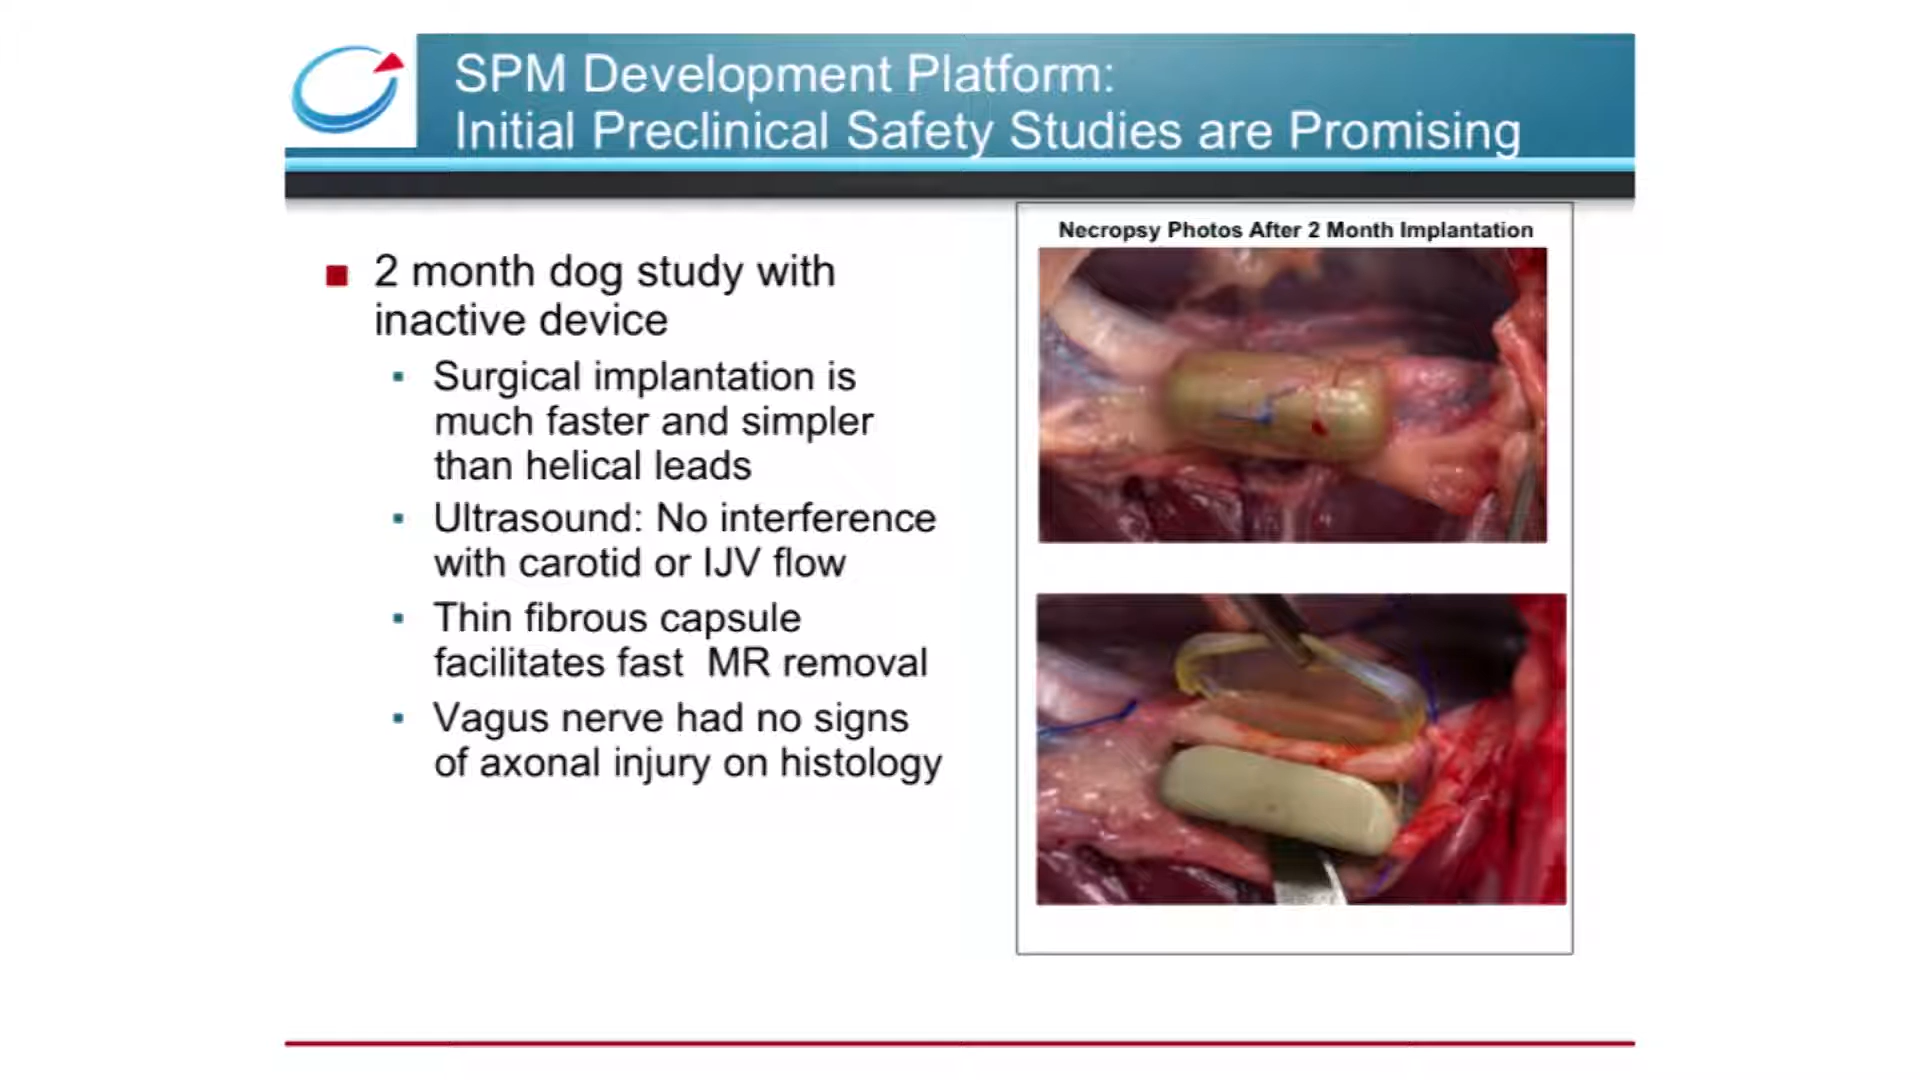 SPM Development Platform:
Initial Preclinical Safety Studies are Promising
2 month dog study with
inactive device
Surgical implantation is
much faster and simpler
than helical leads
Ultrasound: No interference
with carotid or IJV flow
Thin fibrous capsule
facilitates fast MR removal
Vagus nerve had no signs
of axonal injury on histology
Necropsy Photos After 2 Month Implantation